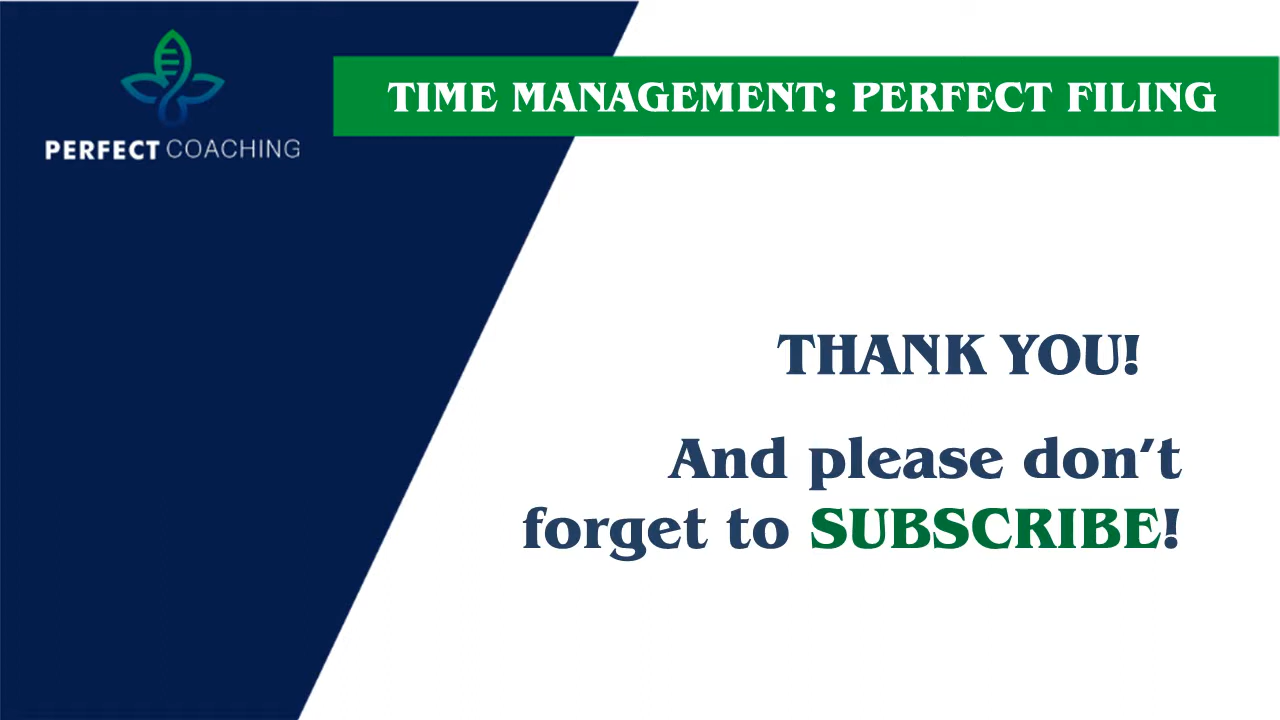 PERFECT COACHING
TIME MANAGEMENT: PERFECT FILING
THANK YOU!
And please don’t
forget to SUBSCRIBE!